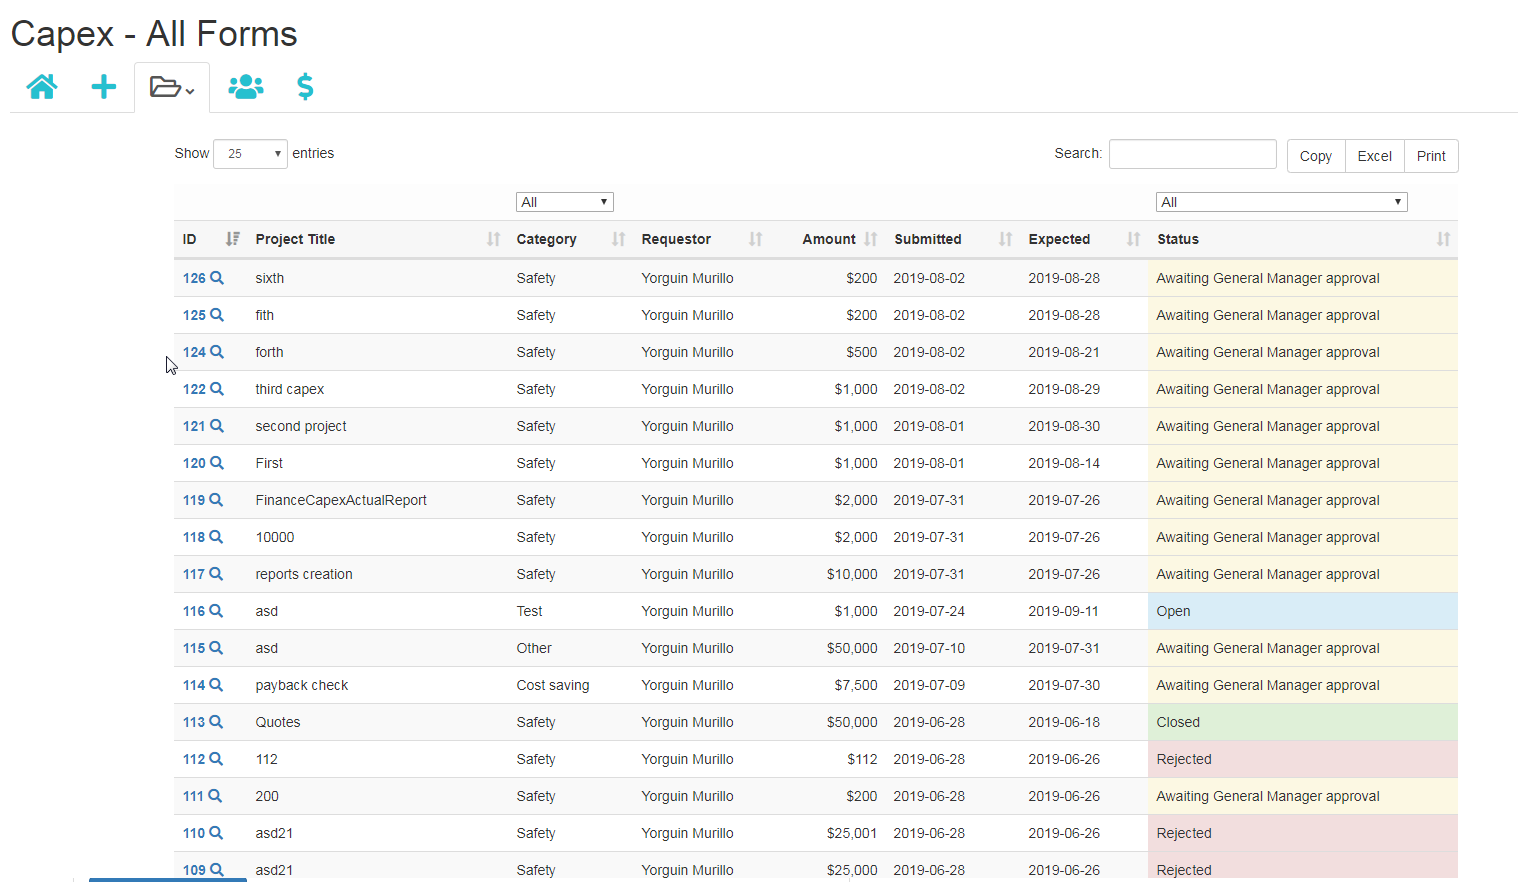 Capex - All Forms
Show 25 entries Search: Copy Excel Print
All All
ID Project Title Category Requestor Amount Submitted Expected Status
126 sixth Safety Yorguin Murillo $200 2019-08-02 2019-08-28 Awaiting General Manager approval
125 fith Safety Yorguin Murillo $200 2019-08-02 2019-08-28 Awaiting General Manager approval
124 forth Safety Yorguin Murillo $500 2019-08-02 2019-08-21 Awaiting General Manager approval
122 third capex Safety Yorguin Murillo $1,000 2019-08-02 2019-08-29 Awaiting General Manager approval
121 second project Safety Yorguin Murillo $1,000 2019-08-01 2019-08-30 Awaiting General Manager approval
120 First Safety Yorguin Murillo $1,000 2019-08-01 2019-08-14 Awaiting General Manager approval
119 FinanceCapexActualReport Safety Yorguin Murillo $2,000 2019-07-31 2019-07-26 Awaiting General Manager approval
118 10000 Safety Yorguin Murillo $2,000 2019-07-31 2019-07-26 Awaiting General Manager approval
117 reports creation Safety Yorguin Murillo $10,000 2019-07-31 2019-07-26 Awaiting General Manager approval
116 asd Test Yorguin Murillo $1,000 2019-07-24 2019-09-11 Open
115 asd Other Yorguin Murillo $50,000 2019-07-10 2019-07-31 Awaiting General Manager approval
114 payback check Cost saving Yorguin Murillo $7,500 2019-07-09 2019-07-30 Awaiting General Manager approval
113 Quotes Safety Yorguin Murillo $50,000 2019-06-28 2019-06-18 Closed
112 112 Safety Yorguin Murillo $112 2019-06-28 2019-06-26 Rejected
111 200 Safety Yorguin Murillo $200 2019-06-28 2019-06-26 Awaiting General Manager approval
110 asd21 Safety Yorguin Murillo $25,001 2019-06-28 2019-06-26 Rejected
109 asd21 Safety Yorguin Murillo $25,000 2019-06-28 2019-06-26 Rejected